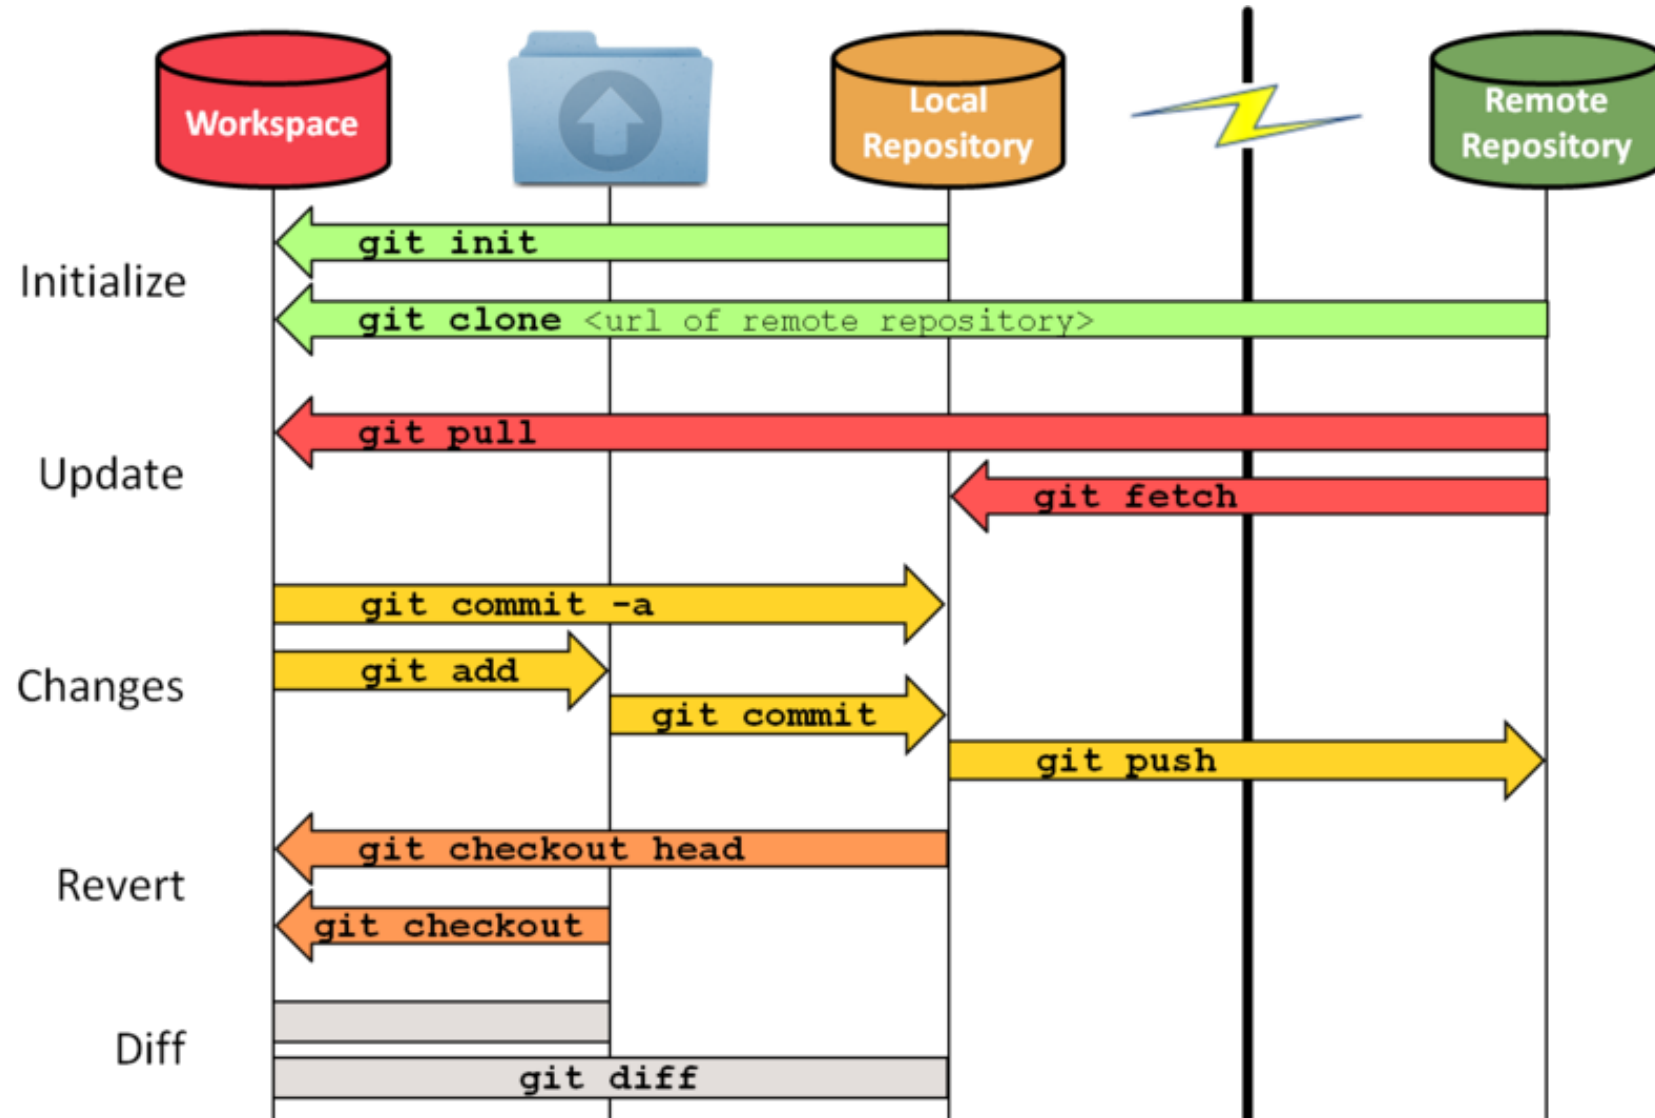 Workspace
Local
Repository
Remote
Repository
Initialize
git init
git clone <url of remote repository>
Update
git pull
git fetch
Changes
git commit -a
git add
git commit
git push
Revert
git checkout head
git checkout
Diff
git diff